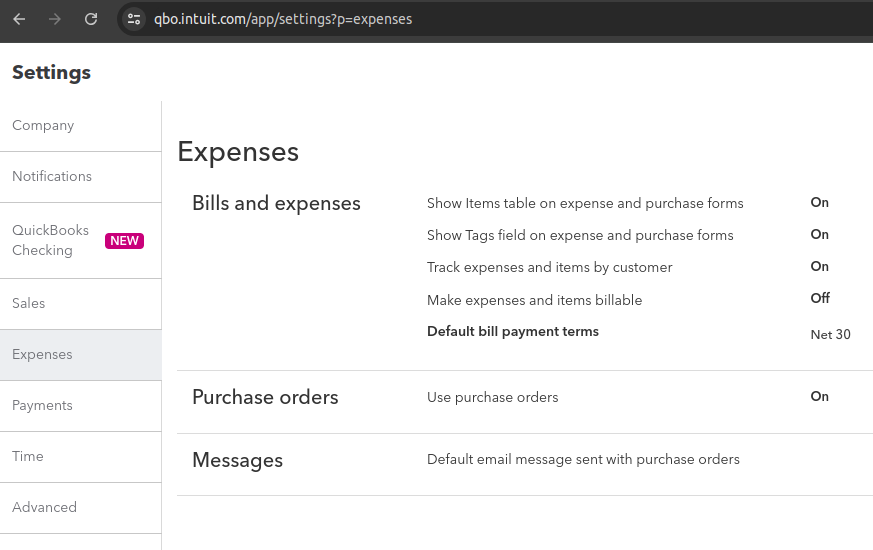 qbo.intuit.com/app/settings?p=expenses
Settings
Company
Notifications
QuickBooks
Checking
NEW
Sales
Expenses
Payments
Time
Advanced
Expenses
Bills and expenses
Show Items table on expense and purchase forms On
Show Tags field on expense and purchase forms On
Track expenses and items by customer On
Make expenses and items billable Off
Default bill payment terms Net 30
Purchase orders
Use purchase orders On
Messages
Default email message sent with purchase orders